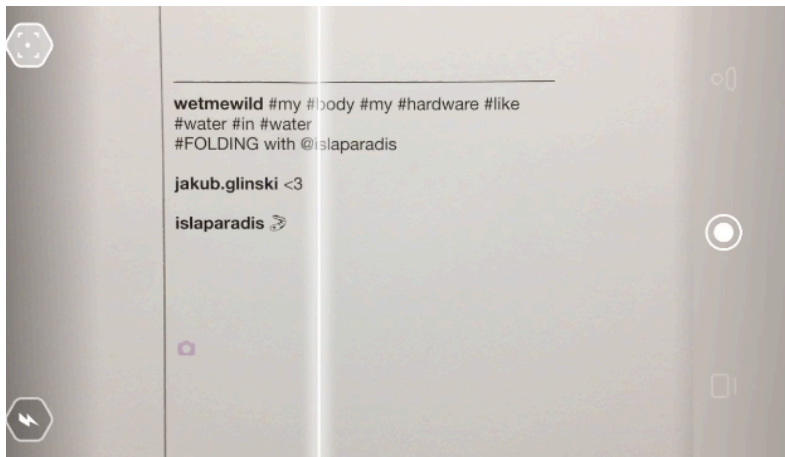 wetmewild #my #body #my #hardware #like
#water #in #water
#FOLDING with @islaparadis
jakub.glinski <3
islaparadis